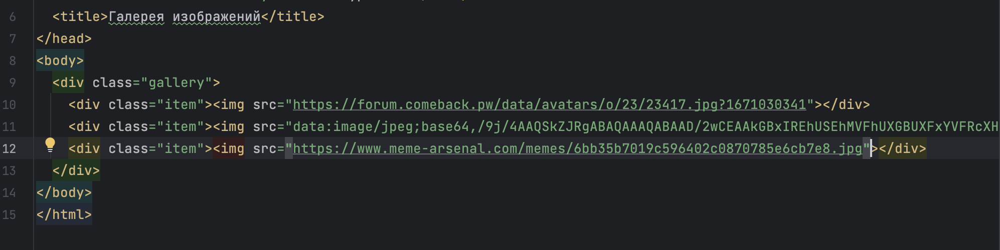 6 <title>Галерея изображений</title>
7 </head>
8 <body>
9 <div class="gallery">
10 <div class="item"><img src="https://forum.comeback.pw/data/avatars/o/23/23417.jpg?1671030341"></div>
11 <div class="item"><img src="data:image/jpeg;base64,/9j/4AAQSkZJRgABAQAAAQABAAD/2wCEAAkGBxIREhUSEhMVFhUXGBUXFxYVFRcXH
12 <div class="item"><img src="https://www.meme-arsenal.com/memes/6bb35b7019c596402c0870785e6cb7e8.jpg"></div>
13 </div>
14 </body>
15 </html>